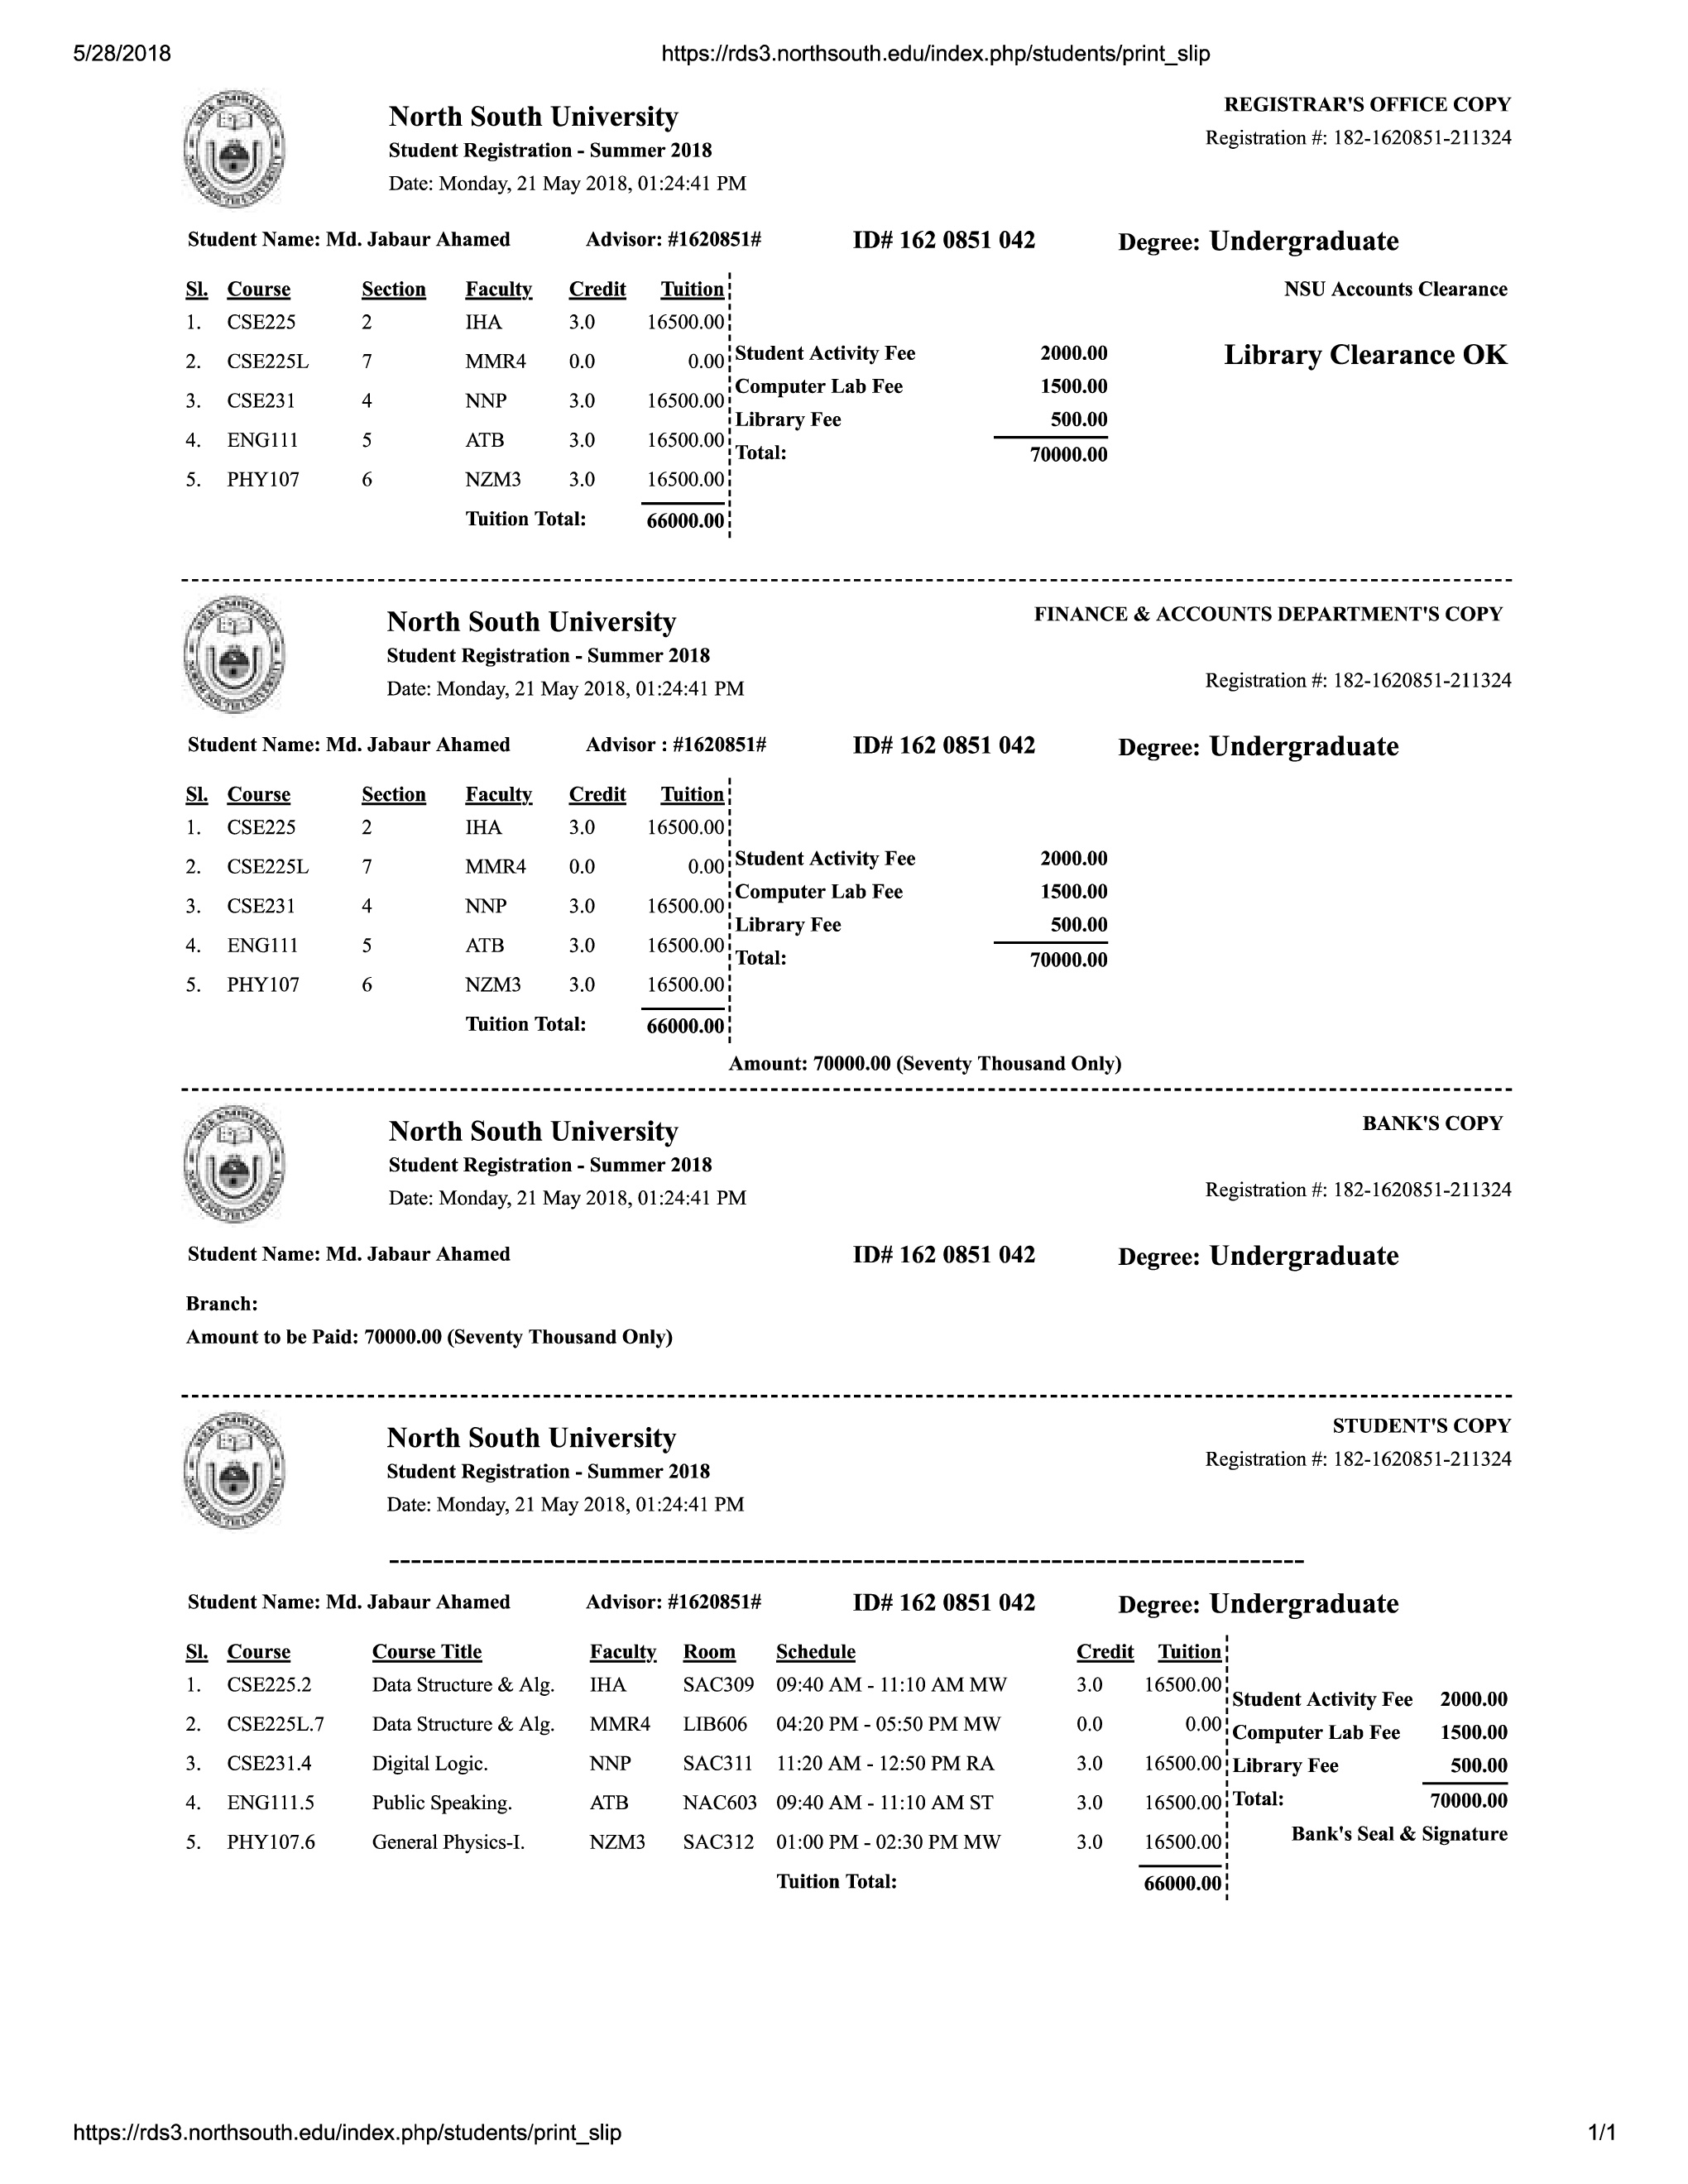 5/28/2018 https://rds3.northsouth.edu/index.php/students/print_slip
North South University REGISTRAR'S OFFICE COPY
Student Registration - Summer 2018 Registration #: 182-1620851-211324
Date: Monday, 21 May 2018, 01:24:41 PM
Student Name: Md. Jabaur Ahamed Advisor: #1620851# ID# 162 0851 042 Degree: Undergraduate
Sl. Course Section Faculty Credit Tuition NSU Accounts Clearance
1. CSE225 2 IHA 3.0 16500.00
Student Activity Fee 2000.00 Library Clearance OK
2. CSE225L 7 MMR4 0.0 0.00
Computer Lab Fee 1500.00
3. CSE231 4 NNP 3.0 16500.00
Library Fee 500.00
4. ENG111 5 ATB 3.0 16500.00
Total: 70000.00
5. PHY107 6 NZM3 3.0 16500.00
Tuition Total: 66000.00
North South University FINANCE & ACCOUNTS DEPARTMENT'S COPY
Student Registration - Summer 2018
Date: Monday, 21 May 2018, 01:24:41 PM Registration #: 182-1620851-211324
Student Name: Md. Jabaur Ahamed Advisor : #1620851# ID# 162 0851 042 Degree: Undergraduate
Sl. Course Section Faculty Credit Tuition
1. CSE225 2 IHA 3.0 16500.00
Student Activity Fee 2000.00
2. CSE225L 7 MMR4 0.0 0.00
Computer Lab Fee 1500.00
3. CSE231 4 NNP 3.0 16500.00
Library Fee 500.00
4. ENG111 5 ATB 3.0 16500.00
Total: 70000.00
5. PHY107 6 NZM3 3.0 16500.00
Tuition Total: 66000.00
Amount: 70000.00 (Seventy Thousand Only)
North South University BANK'S COPY
Student Registration - Summer 2018
Date: Monday, 21 May 2018, 01:24:41 PM Registration #: 182-1620851-211324
Student Name: Md. Jabaur Ahamed ID# 162 0851 042 Degree: Undergraduate
Branch:
Amount to be Paid: 70000.00 (Seventy Thousand Only)
North South University STUDENT'S COPY
Student Registration - Summer 2018 Registration #: 182-1620851-211324
Date: Monday, 21 May 2018, 01:24:41 PM
Student Name: Md. Jabaur Ahamed Advisor: #1620851# ID# 162 0851 042 Degree: Undergraduate
Sl. Course Course Title Faculty Room Schedule Credit Tuition
1. CSE225.2 Data Structure & Alg. IHA SAC309 09:40 AM - 11:10 AM MW 3.0 16500.00
Student Activity Fee 2000.00
2. CSE225L.7 Data Structure & Alg. MMR4 LIB606 04:20 PM - 05:50 PM MW 0.0 0.00
Computer Lab Fee 1500.00
3. CSE231.4 Digital Logic. NNP SAC311 11:20 AM - 12:50 PM RA 3.0 16500.00 Library Fee 500.00
4. ENG111.5 Public Speaking. ATB NAC603 09:40 AM - 11:10 AM ST 3.0 16500.00 Total: 70000.00
5. PHY107.6 General Physics-I. NZM3 SAC312 01:00 PM - 02:30 PM MW 3.0 16500.00 Bank's Seal & Signature
Tuition Total: 66000.00
https://rds3.northsouth.edu/index.php/students/print_slip 1/1